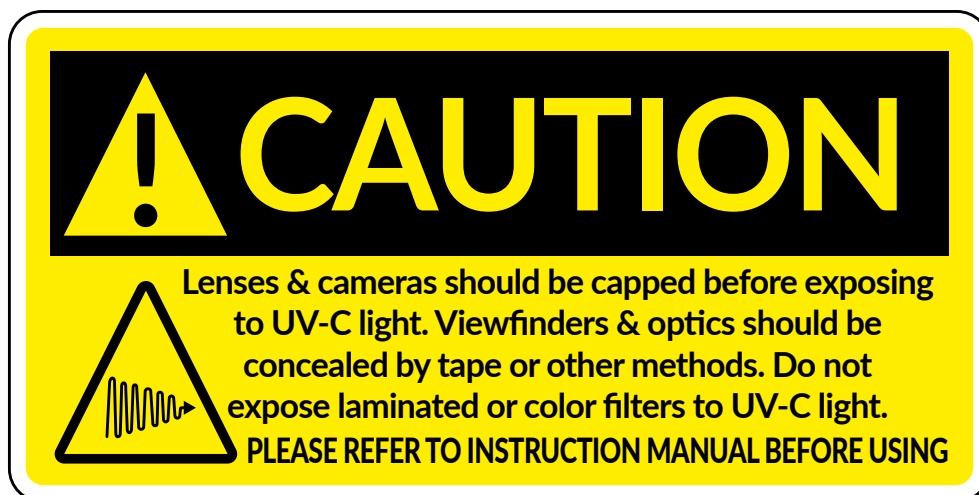 CAUTION
Lenses & cameras should be capped before exposing
to UV-C light. Viewfinders & optics should be
concealed by tape or other methods. Do not
expose laminated or color filters to UV-C light.
PLEASE REFER TO INSTRUCTION MANUAL BEFORE USING